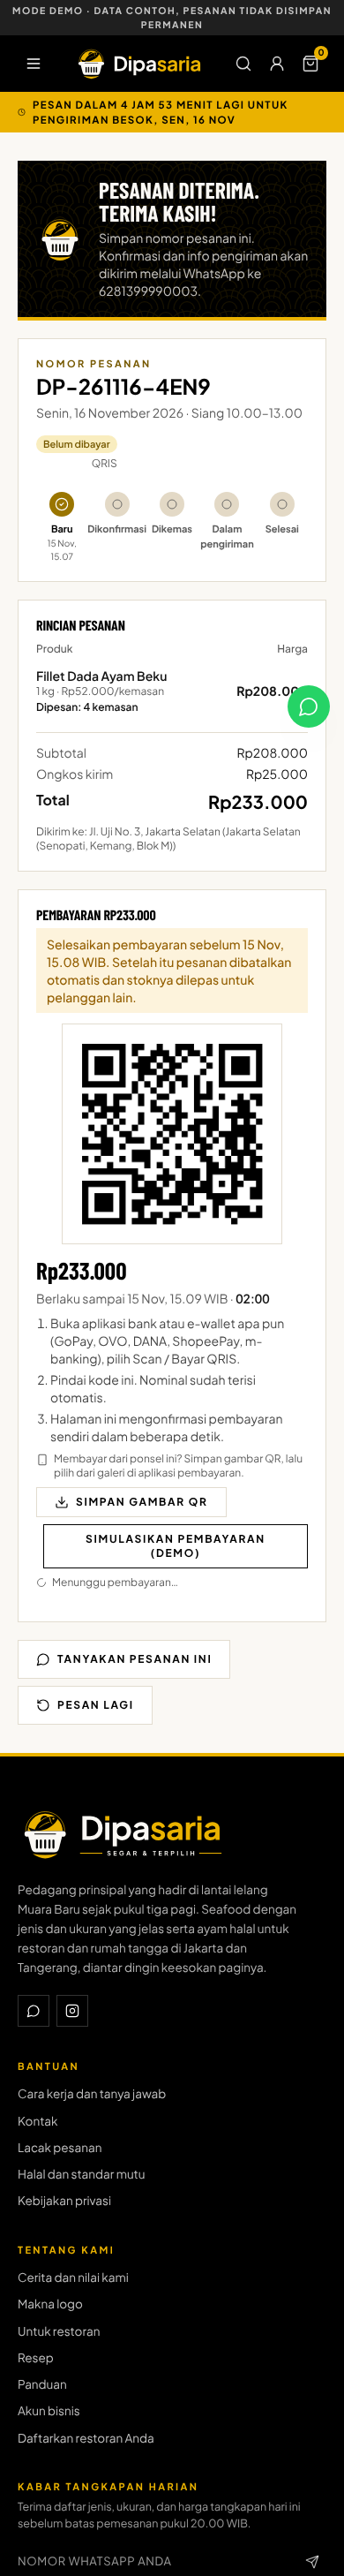 MODE DEMO · DATA CONTOH, PESANAN TIDAK DISIMPAN
PERMANEN
Dipasaria
0
PESAN DALAM 4 JAM 53 MENIT LAGI UNTUK
PENGIRIMAN BESOK, SEN, 16 NOV
PESANAN DITERIMA.
TERIMA KASIH!
Simpan nomor pesanan ini.
Konfirmasi dan info pengiriman akan
dikirim melalui WhatsApp ke
6281399990003.
NOMOR PESANAN
DP-261116-4EN9
Senin, 16 November 2026 · Siang 10.00–13.00
Belum dibayar
QRIS
Baru
15 Nov,
15.07
Dikonfirmasi
Dikemas
Dalam
pengiriman
Selesai
RINCIAN PESANAN
Produk Harga
Fillet Dada Ayam Beku
1 kg · Rp52.000/kemasan
Dipesan: 4 kemasan
Rp208.00
Subtotal Rp208.000
Ongkos kirim Rp25.000
Total Rp233.000
Dikirim ke: Jl. Uji No. 3, Jakarta Selatan (Jakarta Selatan
(Senopati, Kemang, Blok M))
PEMBAYARAN RP233.000
Selesaikan pembayaran sebelum 15 Nov,
15.08 WIB. Setelah itu pesanan dibatalkan
otomatis dan stoknya dilepas untuk
pelanggan lain.
Rp233.000
Berlaku sampai 15 Nov, 15.09 WIB · 02:00
1. Buka aplikasi bank atau e-wallet apa pun
(GoPay, OVO, DANA, ShopeePay, m-
banking), pilih Scan / Bayar QRIS.
2. Pindai kode ini. Nominal sudah terisi
otomatis.
3. Halaman ini mengonfirmasi pembayaran
sendiri dalam beberapa detik.
Membayar dari ponsel ini? Simpan gambar QR, lalu
pilih dari galeri di aplikasi pembayaran.
SIMPAN GAMBAR QR
SIMULASIKAN PEMBAYARAN
(DEMO)
Menunggu pembayaran…
TANYAKAN PESANAN INI
PESAN LAGI
Dipasaria
SEGAR & TERPILIH
Pedagang prinsipal yang hadir di lantai lelang
Muara Baru sejak pukul tiga pagi. Seafood dengan
jenis dan ukuran yang jelas serta ayam halal untuk
restoran dan rumah tangga di Jakarta dan
Tangerang, diantar dingin keesokan paginya.
BANTUAN
Cara kerja dan tanya jawab
Kontak
Lacak pesanan
Halal dan standar mutu
Kebijakan privasi
TENTANG KAMI
Cerita dan nilai kami
Makna logo
Untuk restoran
Resep
Panduan
Akun bisnis
Daftarkan restoran Anda
KABAR TANGKAPAN HARIAN
Terima daftar jenis, ukuran, dan harga tangkapan hari ini
sebelum batas pemesanan pukul 20.00 WIB.
NOMOR WHATSAPP ANDA